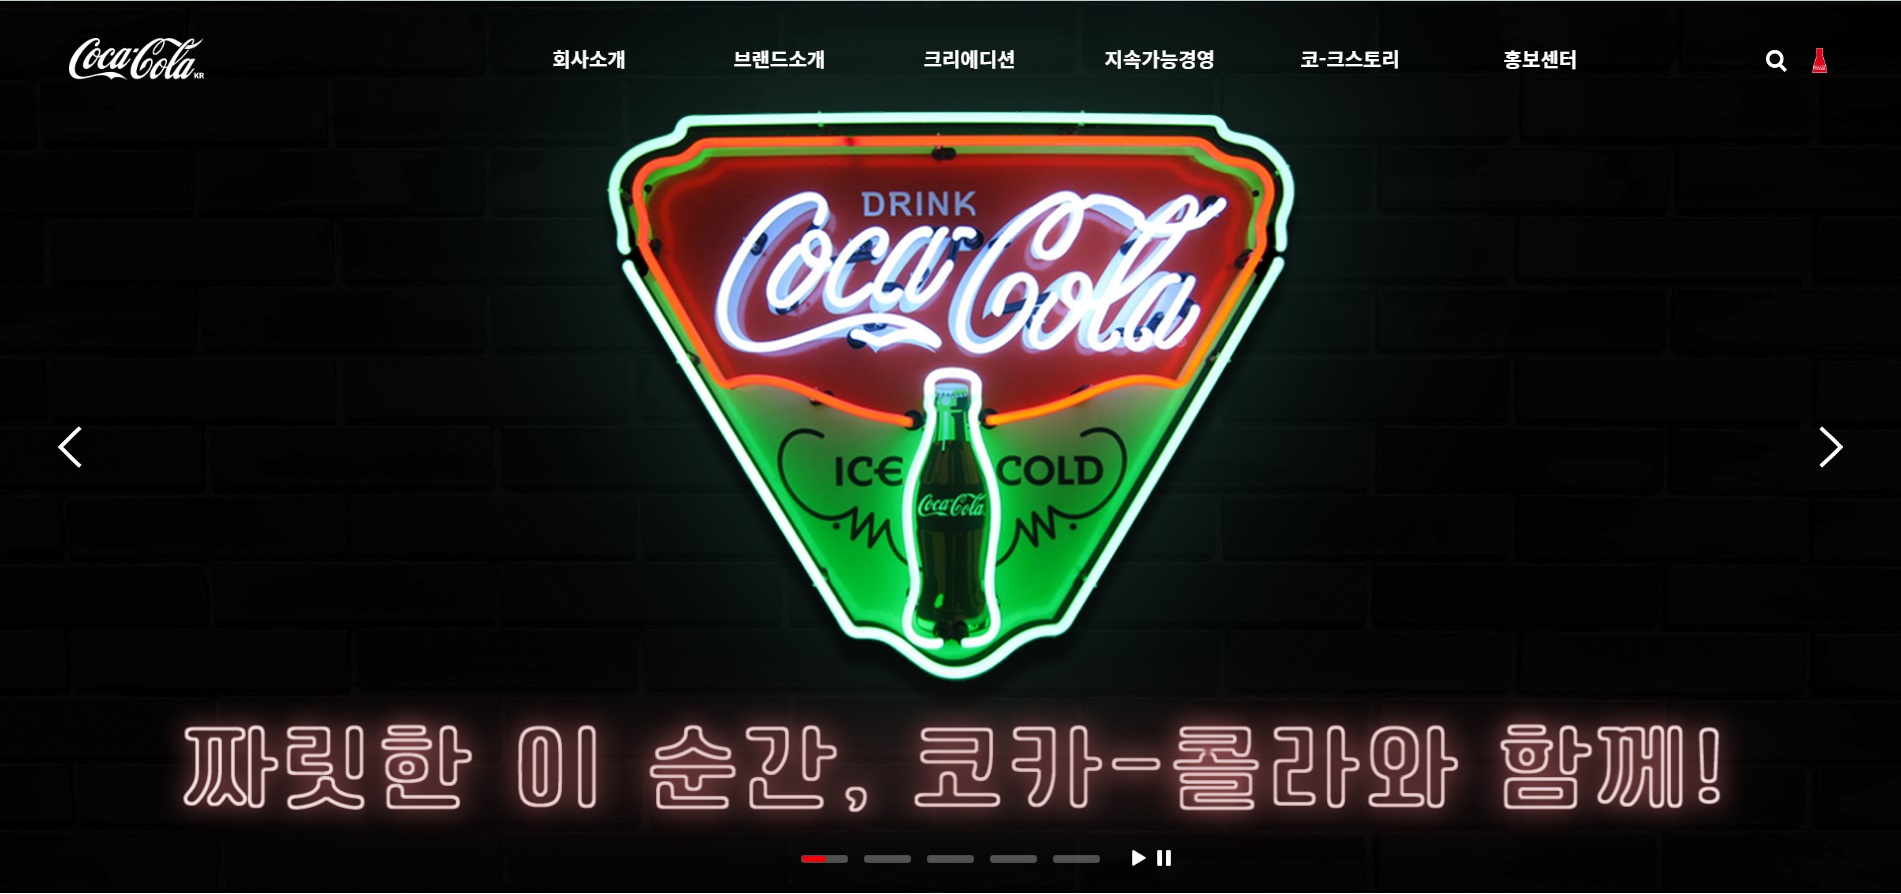 Coca-Cola KR
회사소개
브랜드소개
크리에디션
지속가능경영
코-크스토리
홍보센터
DRINK
Coca-Cola
ICE COLD
Coca-Cola
짜릿한 이 순간, 코카-콜라와 함께!